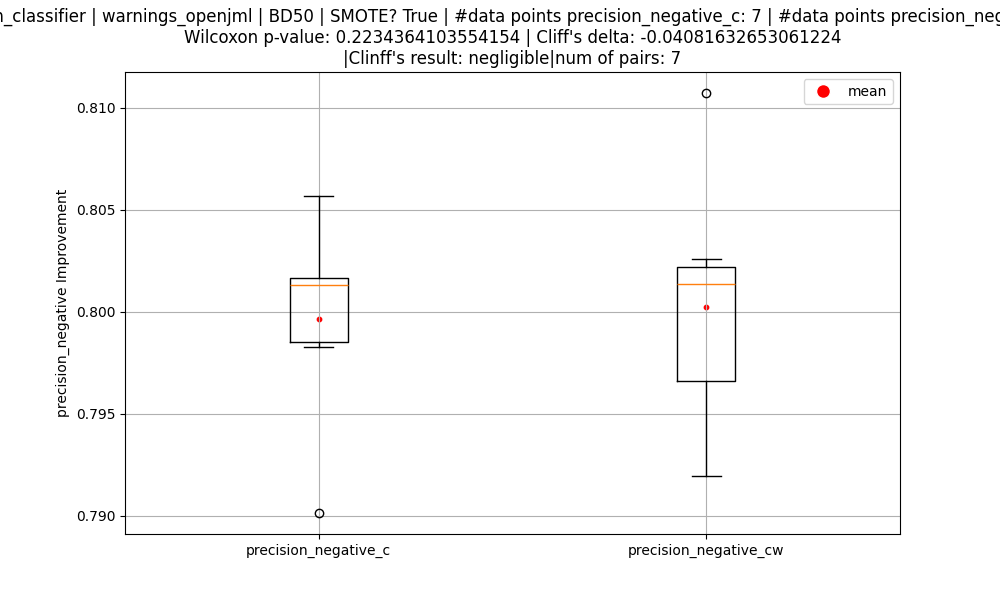 _classifier | warnings_openjml | BD50 | SMOTE? True | #data points precision_negative_c: 7 | #data points precision_neg
Wilcoxon p-value: 0.2234364103554154 | Cliff's delta: -0.04081632653061224
|Clinff's result: negligible|num of pairs: 7
mean
0.810
0.805
0.800
0.795
0.790
precision_negative Improvement
precision_negative_c
precision_negative_cw